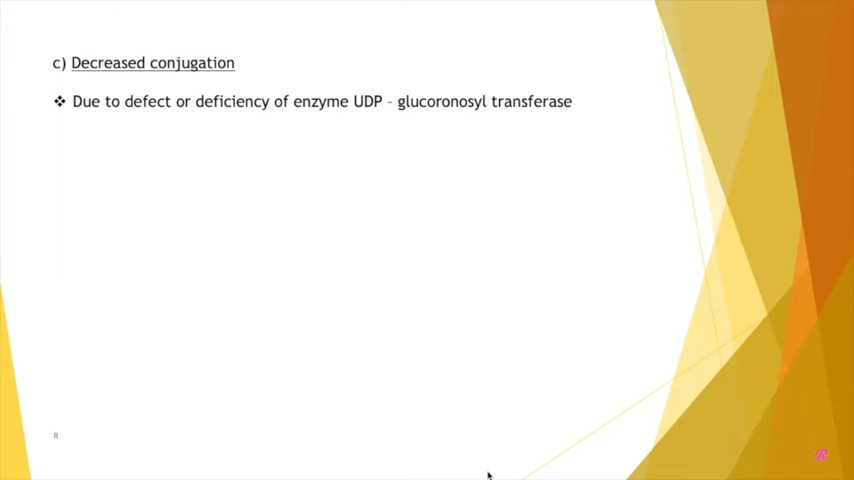 c) Decreased conjugation
❖ Due to defect or deficiency of enzyme UDP – glucoronosyl transferase
R
R